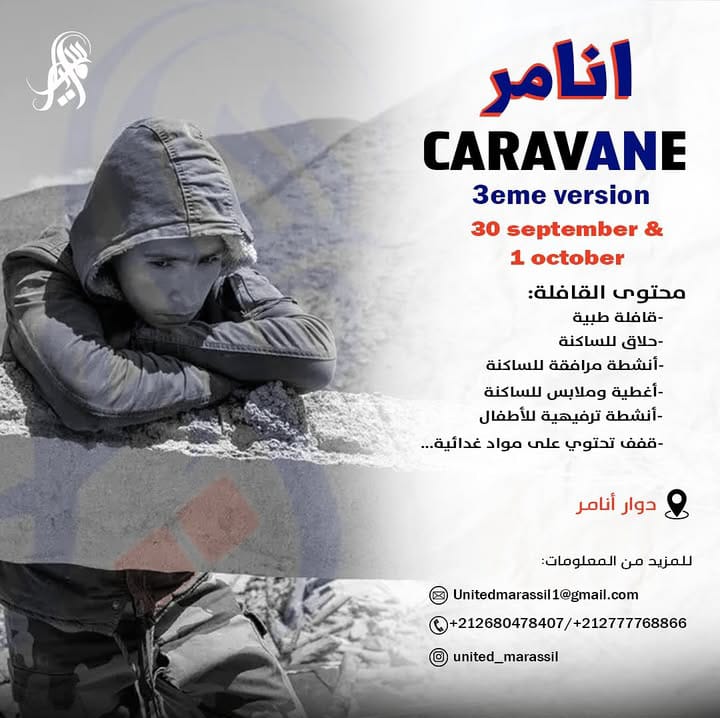 انامر
CARAVANE
3eme version
30 september &
1 october
محتوى القافلة:
-قافلة طبية
-حلاق للساكنة
-أنشطة مرافقة للساكنة
-أغطية وملابس للساكنة
-أنشطة ترفيهية للأطفال
-قفف تحتوي على مواد غدائية...
دوار أنامر
للمزيد من المعلومات:
Unitedmarassil1@gmail.com
+212680478407/+212777768866
united_marassil